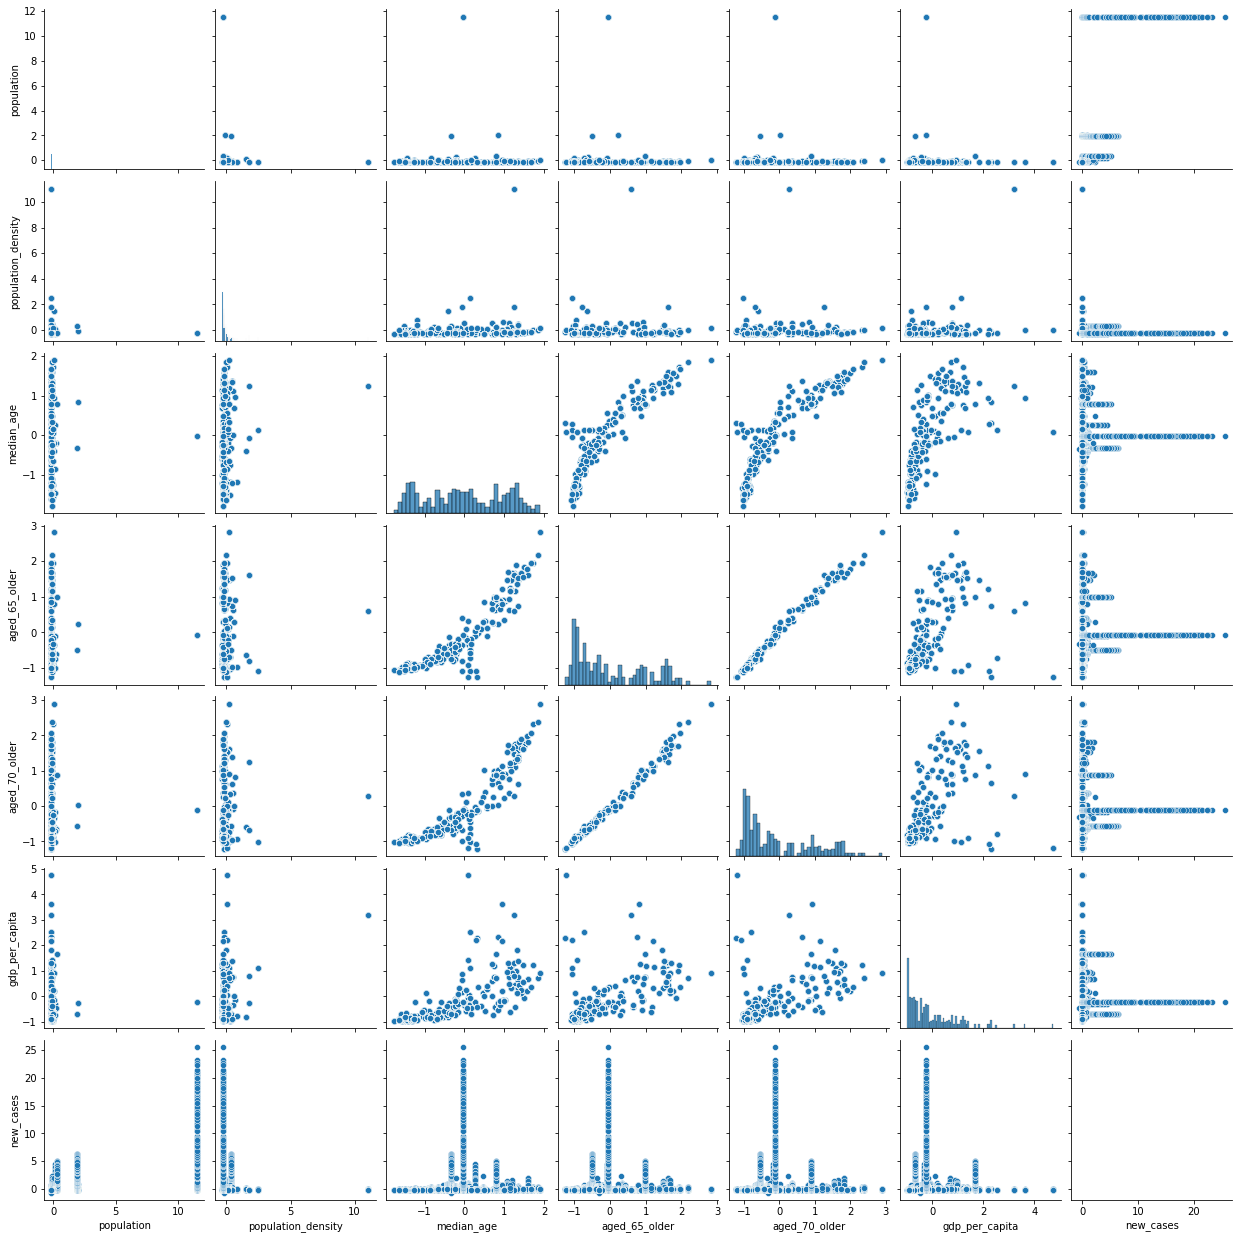 12
10
8
6
4
2
0
population
10
8
6
4
2
0
population_density
2
1
0
−1
median_age
3
2
1
0
−1
aged_65_older
3
2
1
0
−1
aged_70_older
5
4
3
2
1
0
−1
gdp_per_capita
25
20
15
10
5
0
new_cases
0 5 10
0 5 10
−1 0 1 2
−1 0 1 2 3
−1 0 1 2 3
0 2 4
0 10 20
population population_density median_age aged_65_older aged_70_older gdp_per_capita new_cases